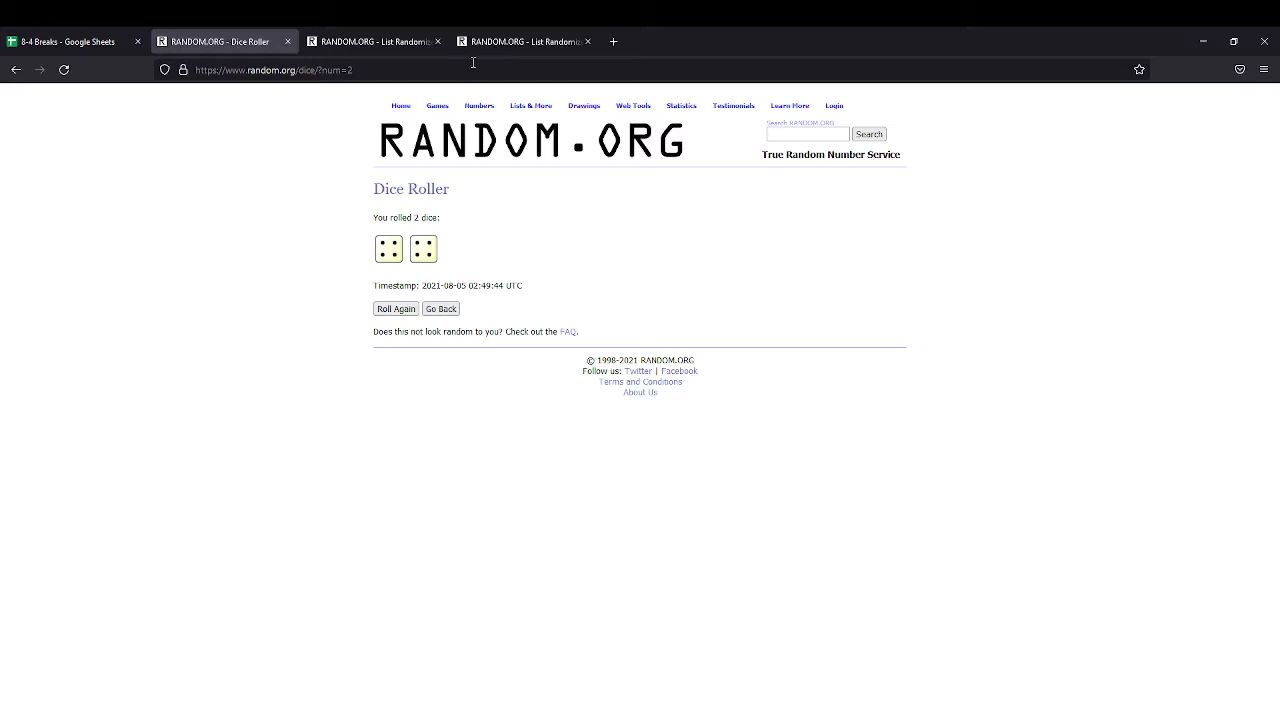 8-4 Breaks - Google Sheets
RANDOM.ORG - Dice Roller
RANDOM.ORG - List Randomiz
RANDOM.ORG - List Randomiz
https://www.random.org/dice/?num=2
Home Games Numbers Lists & More Drawings Web Tools Statistics Testimonials Learn More Login
RANDOM.ORG
Search RANDOM.ORG
Search
True Random Number Service
Dice Roller
You rolled 2 dice:
Timestamp: 2021-08-05 02:49:44 UTC
Roll Again Go Back
Does this not look random to you? Check out the FAQ.
© 1998-2021 RANDOM.ORG
Follow us: Twitter | Facebook
Terms and Conditions
About Us